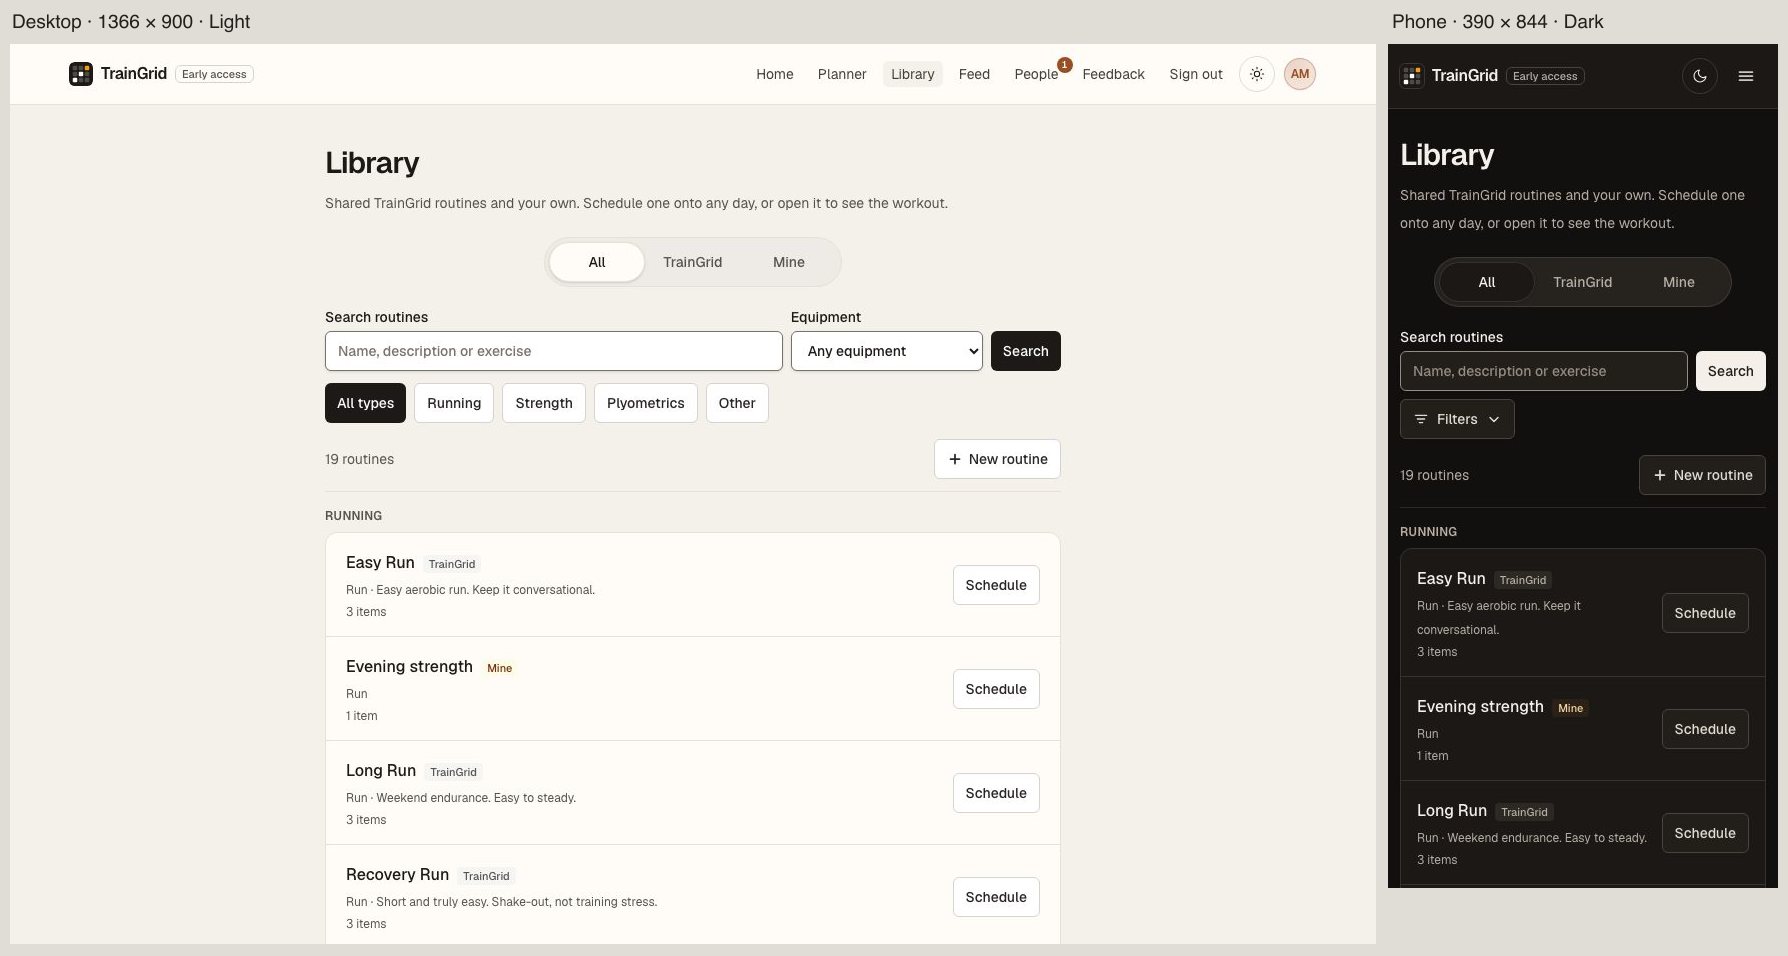 Desktop · 1366 × 900 · Light
TrainGrid Early access
Home Planner Library Feed People 1 Feedback Sign out AM
Library
Shared TrainGrid routines and your own. Schedule one onto any day, or open it to see the workout.
All TrainGrid Mine
Search routines Equipment
Name, description or exercise Any equipment Search
All types Running Strength Plyometrics Other
19 routines + New routine
RUNNING
Easy Run TrainGrid
Run · Easy aerobic run. Keep it conversational.
3 items
Schedule
Evening strength Mine
Run
1 item
Schedule
Long Run TrainGrid
Run · Weekend endurance. Easy to steady.
3 items
Schedule
Recovery Run TrainGrid
Run · Short and truly easy. Shake-out, not training stress.
3 items
Schedule
Phone · 390 × 844 · Dark
TrainGrid Early access
Library
Shared TrainGrid routines and your own. Schedule one
onto any day, or open it to see the workout.
All TrainGrid Mine
Search routines
Name, description or exercise Search
Filters
19 routines + New routine
RUNNING
Easy Run TrainGrid
Run · Easy aerobic run. Keep it
conversational.
3 items
Schedule
Evening strength Mine
Run
1 item
Schedule
Long Run TrainGrid
Run · Weekend endurance. Easy to steady.
3 items
Schedule